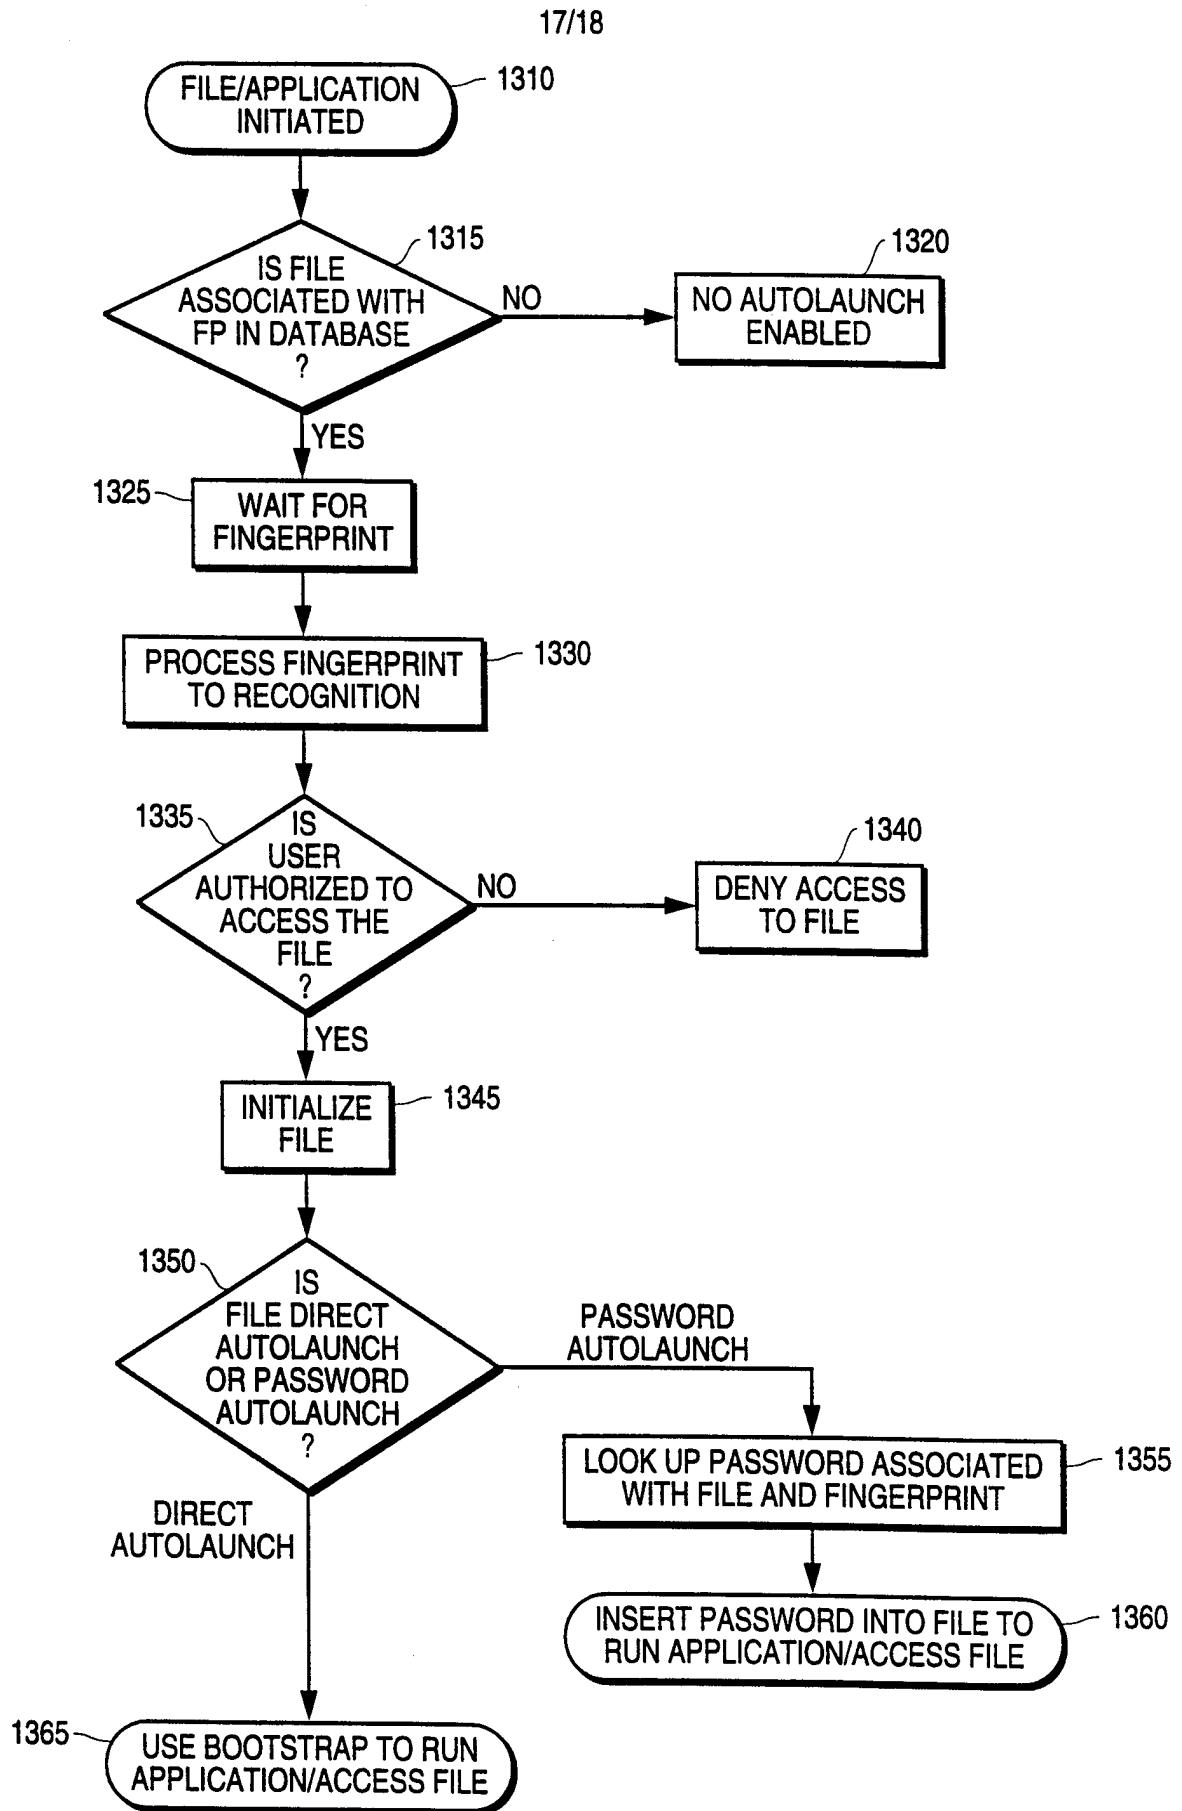 17/18
FILE/APPLICATION
INITIATED
1310
1315
IS FILE
ASSOCIATED WITH
FP IN DATABASE
?
NO
1320
NO AUTOLAUNCH
ENABLED
YES
1325
WAIT FOR
FINGERPRINT
PROCESS FINGERPRINT
TO RECOGNITION
1330
1335
IS
USER
AUTHORIZED TO
ACCESS THE
FILE
?
NO
1340
DENY ACCESS
TO FILE
YES
INITIALIZE
FILE
1345
1350
IS
FILE DIRECT
AUTOLAUNCH
OR PASSWORD
AUTOLAUNCH
?
PASSWORD
AUTOLAUNCH
LOOK UP PASSWORD ASSOCIATED
WITH FILE AND FINGERPRINT
1355
DIRECT
AUTOLAUNCH
INSERT PASSWORD INTO FILE TO
RUN APPLICATION/ACCESS FILE
1360
1365
USE BOOTSTRAP TO RUN
APPLICATION/ACCESS FILE